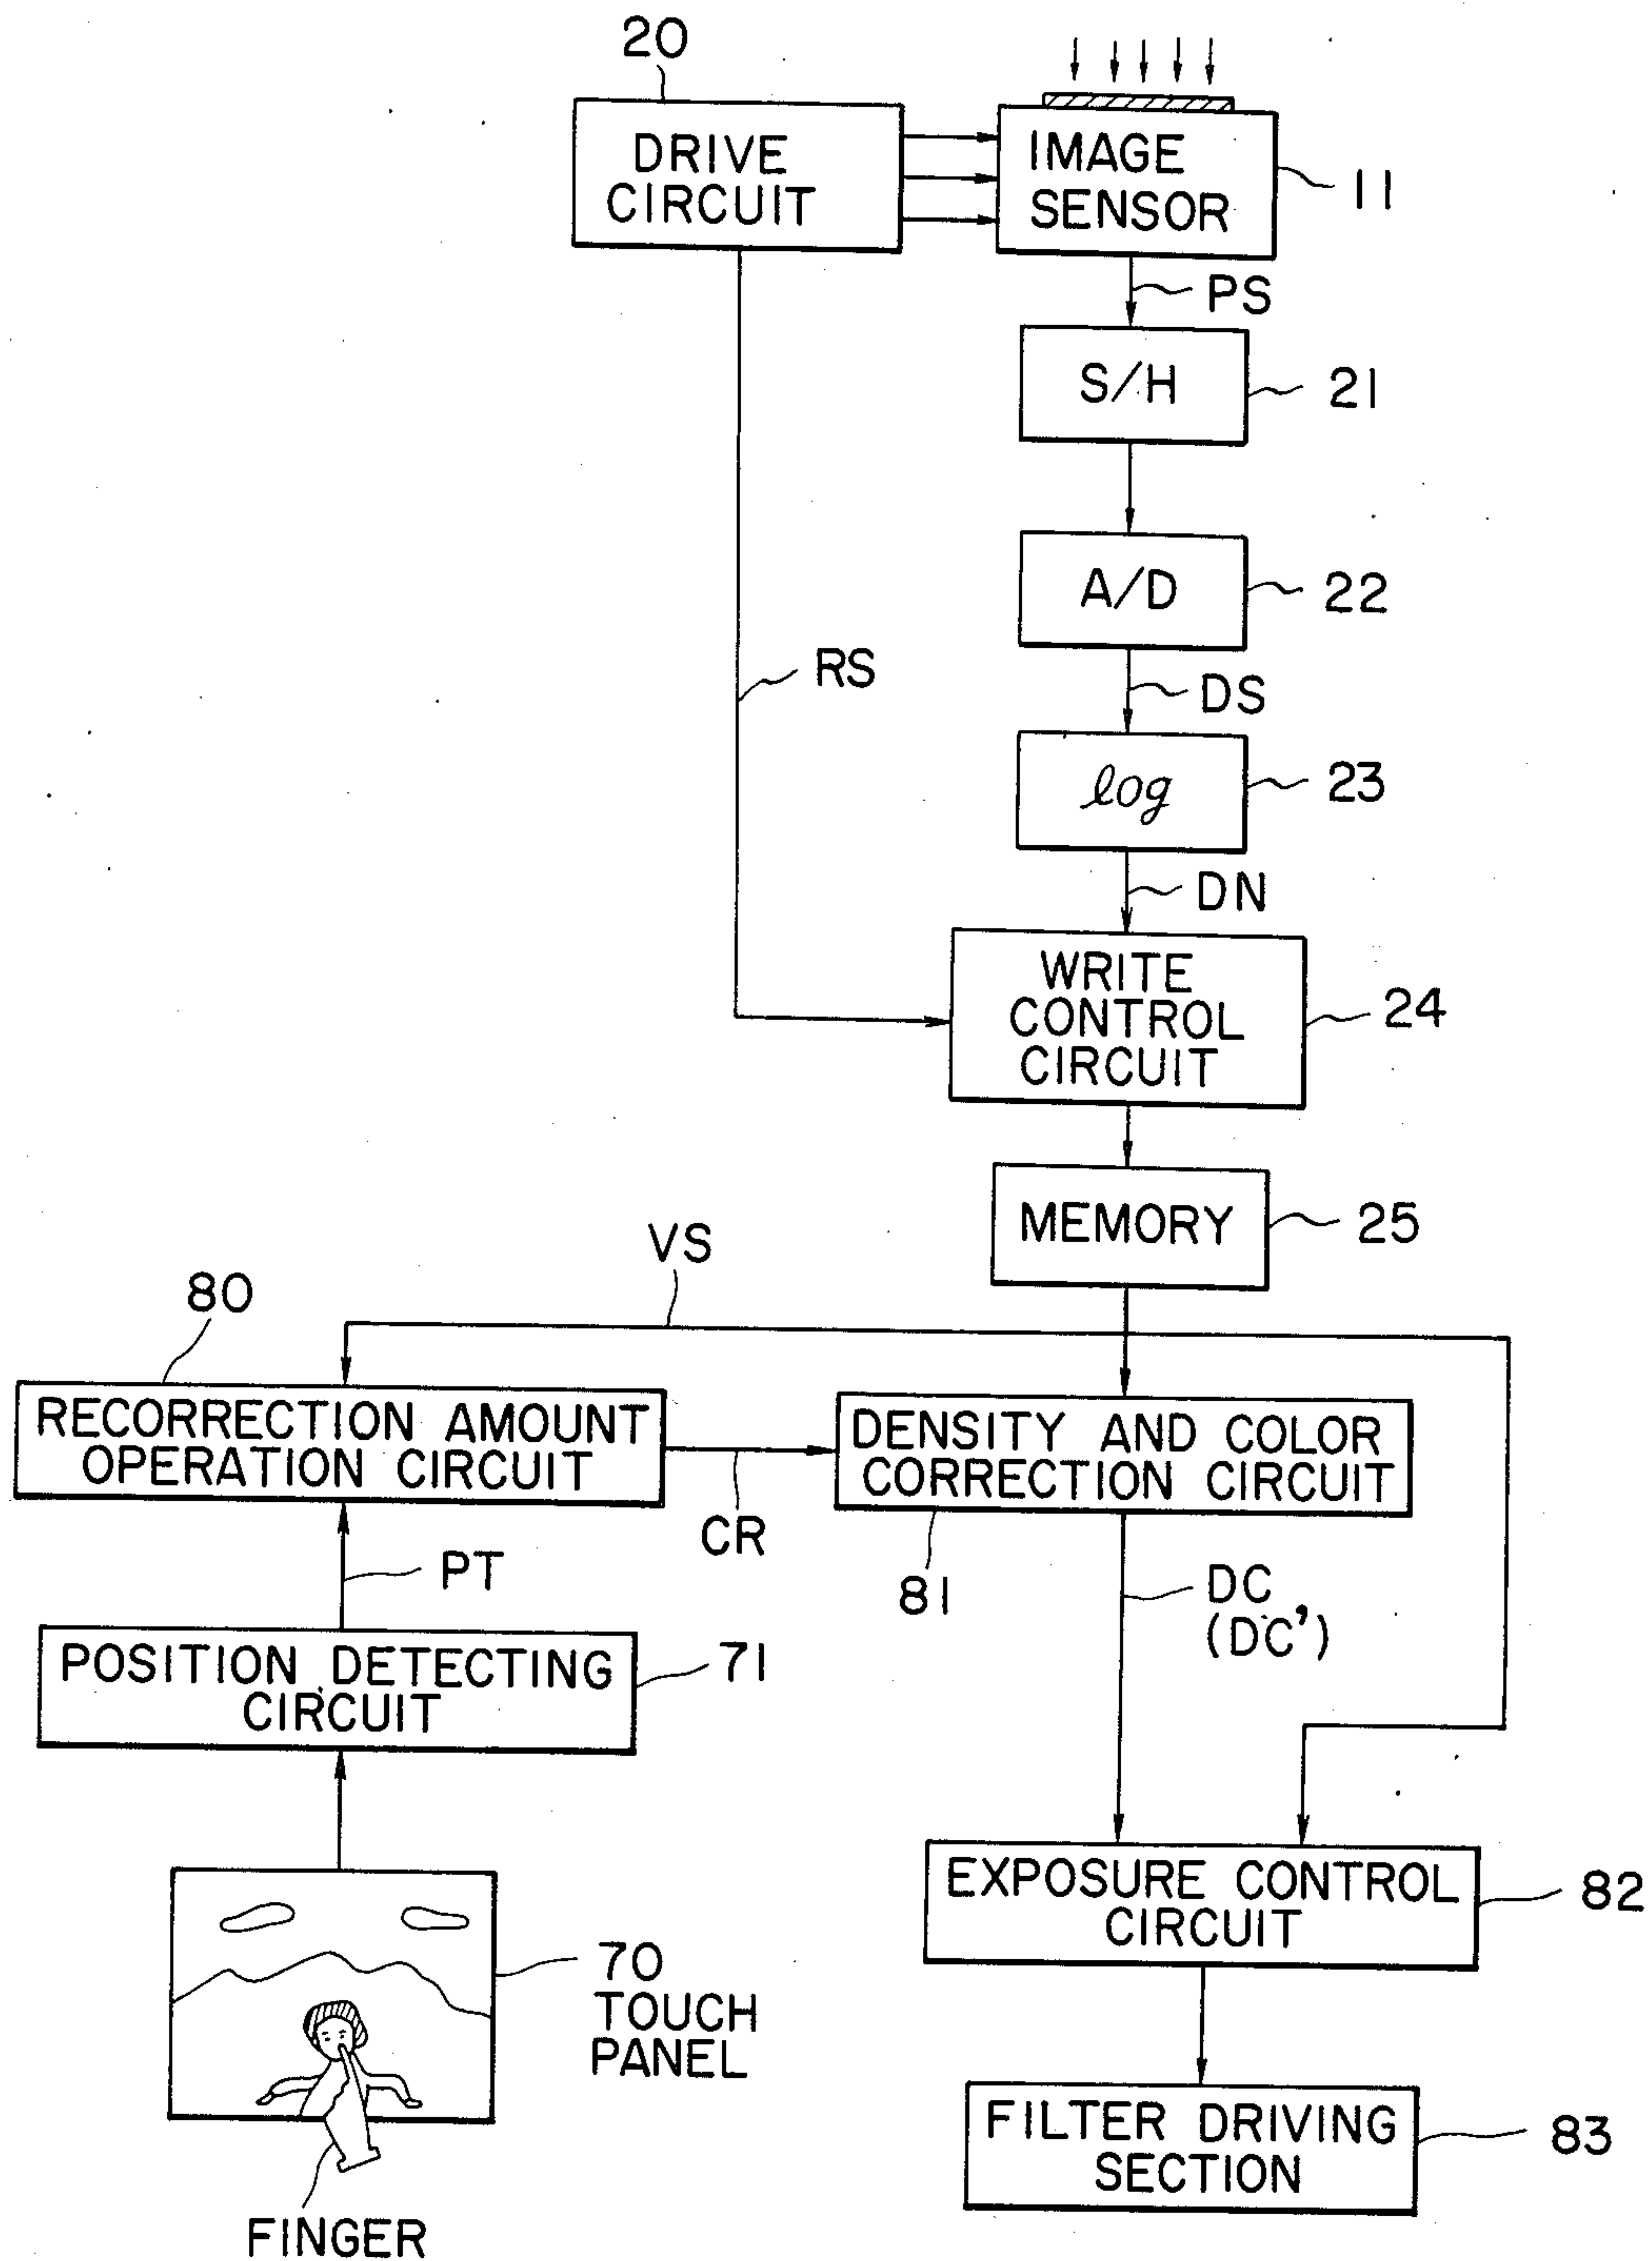 20
DRIVE
CIRCUIT
IMAGE
SENSOR
11
PS
S/H
21
A/D
22
RS
DS
log
23
DN
WRITE
CONTROL
CIRCUIT
24
MEMORY
25
VS
80
RECORRECTION AMOUNT
OPERATION CIRCUIT
DENSITY AND COLOR
CORRECTION CIRCUIT
CR
81
PT
DC
(DC')
POSITION DETECTING
CIRCUIT
71
EXPOSURE CONTROL
CIRCUIT
82
70
TOUCH
PANEL
FILTER DRIVING
SECTION
83
FINGER